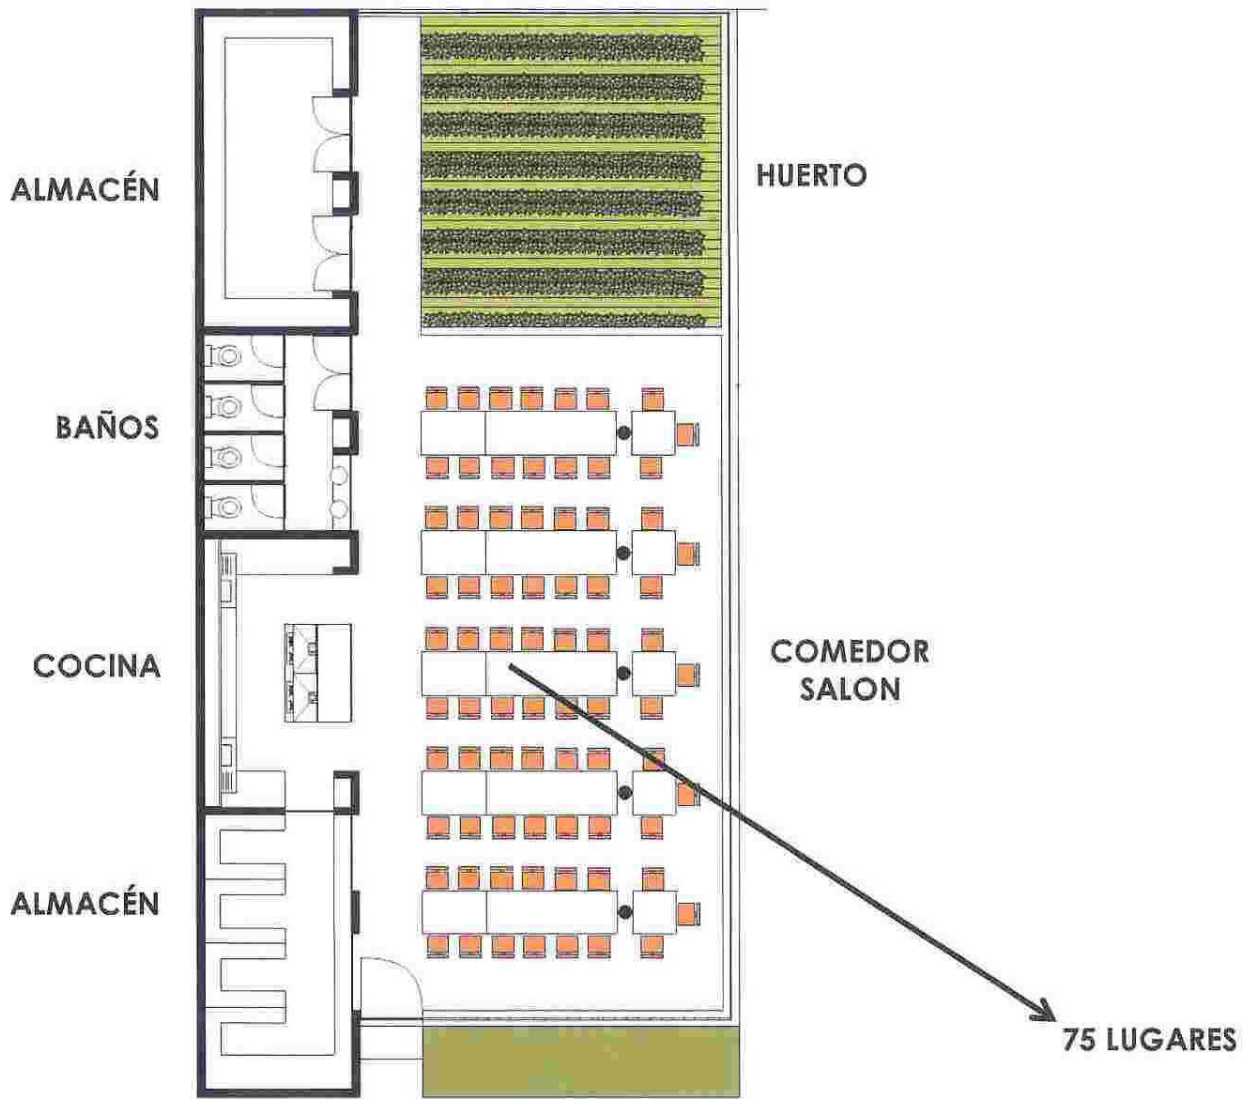 ALMACÉN
HUERTO
BAÑOS
COCINA
COMEDOR
SALON
ALMACÉN
75 LUGARES